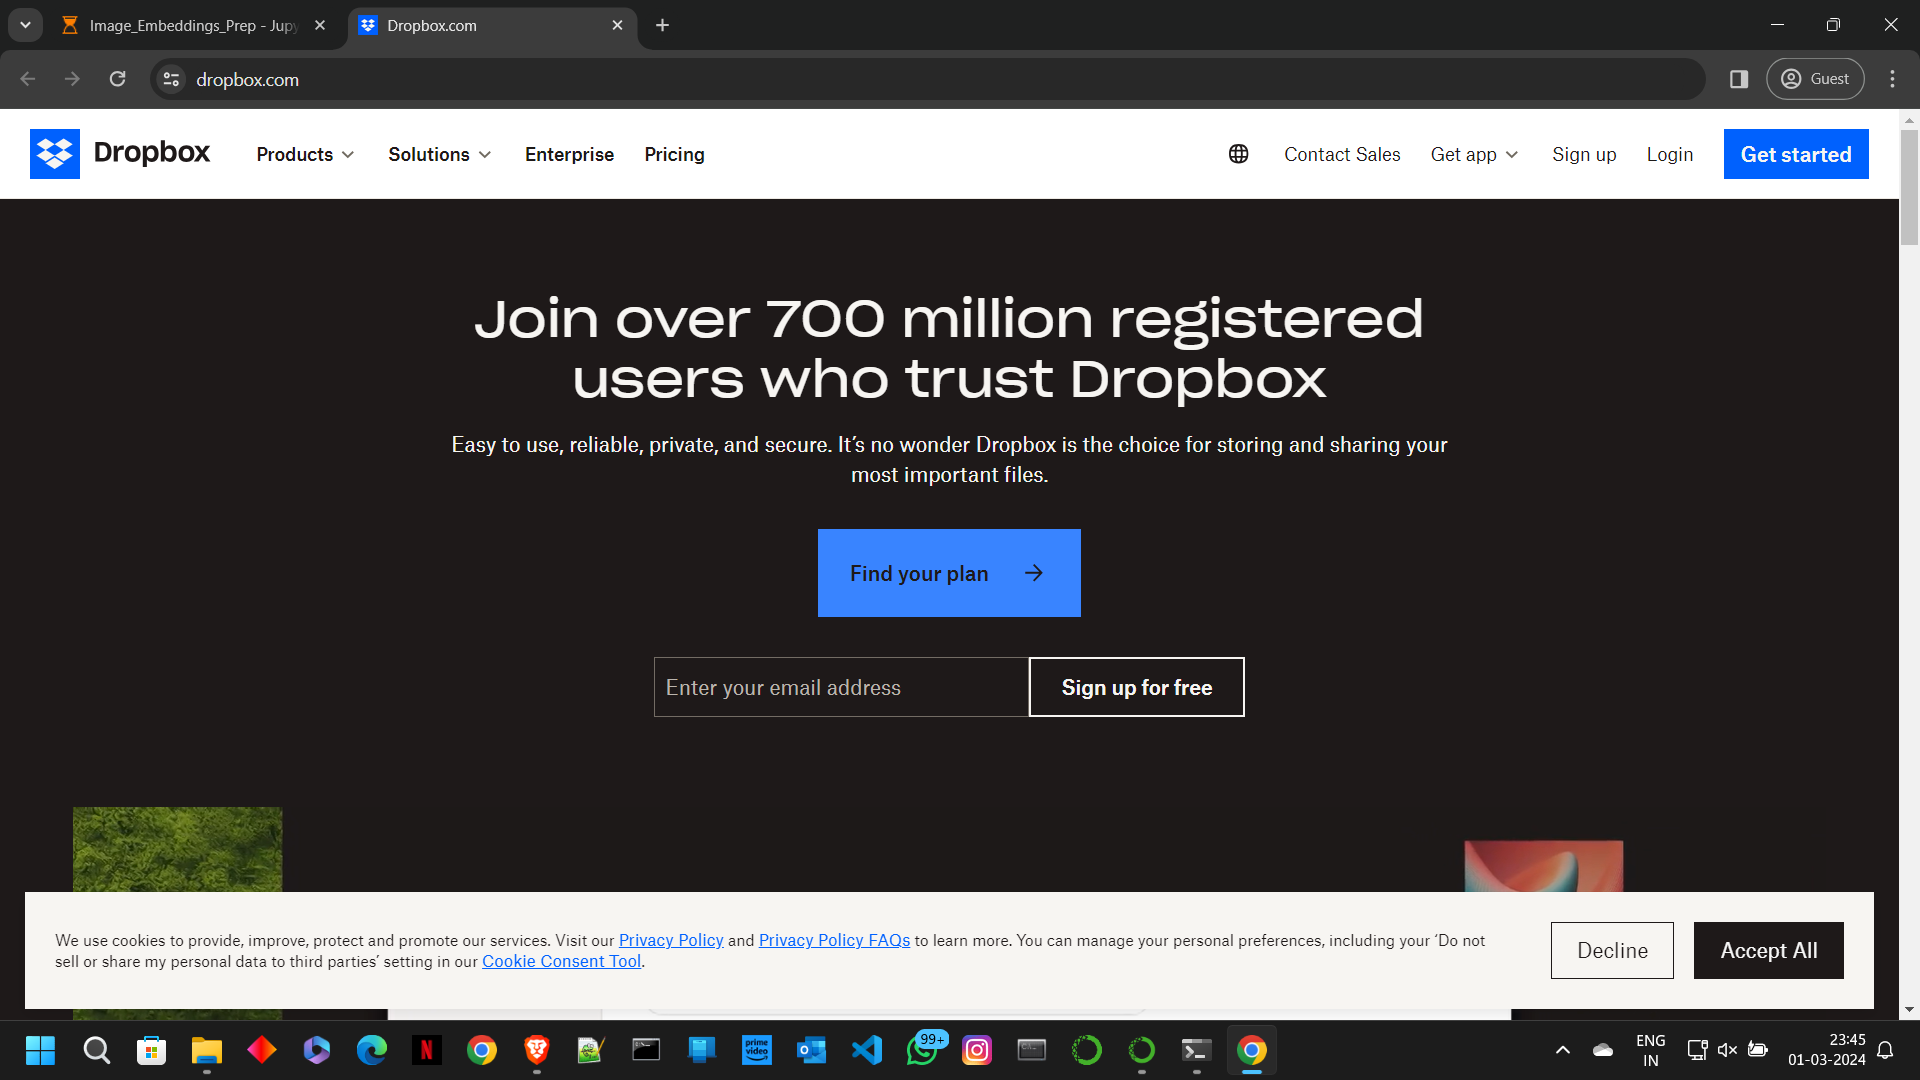 Image_Embeddings_Prep - Jupy
Dropbox.com
dropbox.com
Guest
Dropbox
Products
Solutions
Enterprise
Pricing
Contact Sales
Get app
Sign up
Login
Get started
Join over 700 million registered
users who trust Dropbox
Easy to use, reliable, private, and secure. It’s no wonder Dropbox is the choice for storing and sharing your
most important files.
Find your plan
Enter your email address
Sign up for free
We use cookies to provide, improve, protect and promote our services. Visit our Privacy Policy and Privacy Policy FAQs to learn more. You can manage your personal preferences, including your ‘Do not
sell or share my personal data to third parties’ setting in our Cookie Consent Tool.
Decline
Accept All
N
prime
video
99+
ENG
IN
23:45
01-03-2024